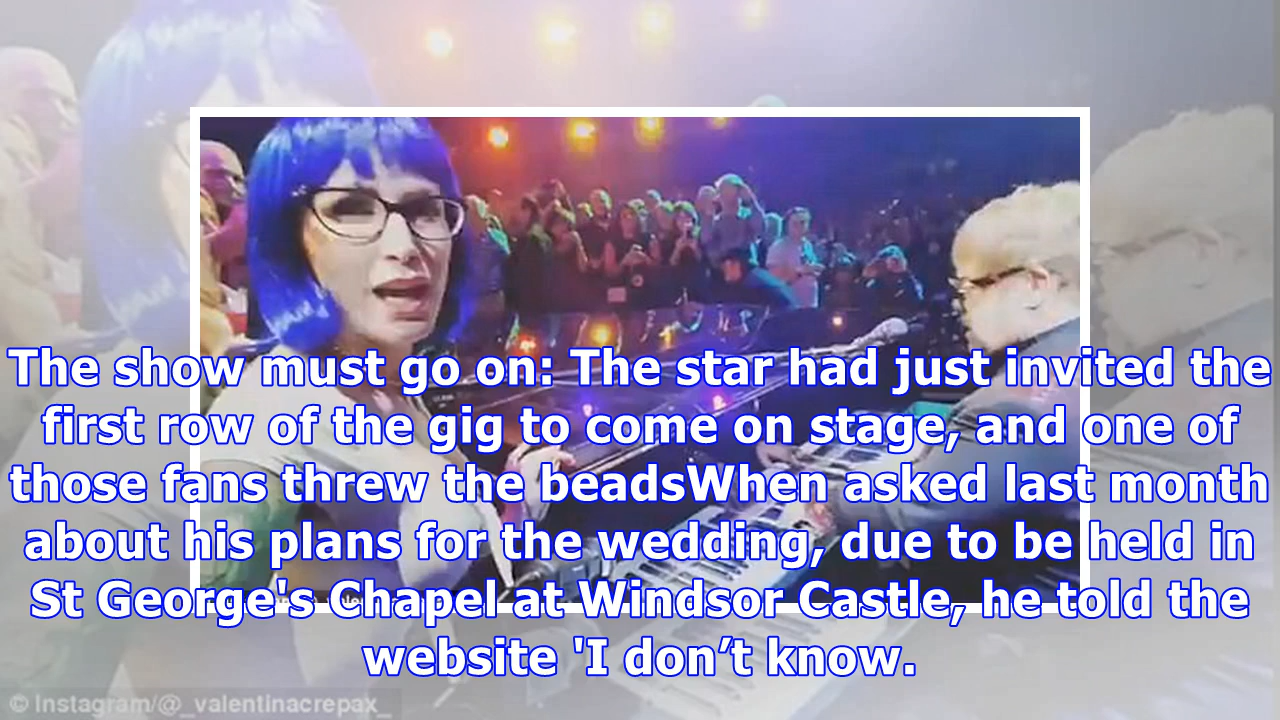 The show must go on: The star had just invited the
first row of the gig to come on stage, and one of
those fans threw the beadsWhen asked last month
about his plans for the wedding, due to be held in
St George's Chapel at Windsor Castle, he told the
website 'I don’t know.
© Instagram/@_valentinacrepax_